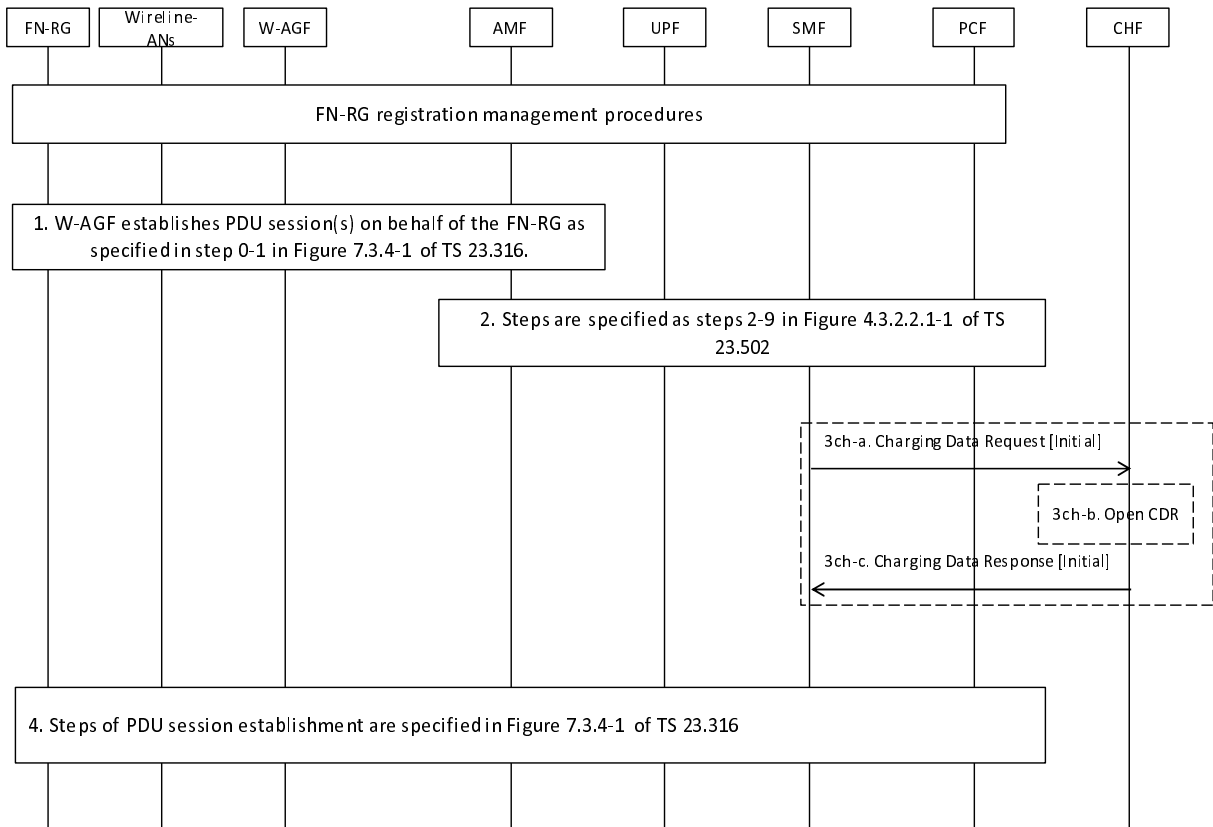 FN-RG
Wireline-
ANs
W-AGF
AMF
UPF
SMF
PCF
CHF
FN-RG registration management procedures
1. W-AGF establishes PDU session(s) on behalf of the FN-RG as
specified in step 0-1 in Figure 7.3.4-1 of TS 23.316.
2. Steps are specified as steps 2-9 in Figure 4.3.2.2.1-1 of TS
23.502
3ch-a. Charging Data Request [Initial]
3ch-b. Open CDR
3ch-c. Charging Data Response [Initial]
4. Steps of PDU session establishment are specified in Figure 7.3.4-1 of TS 23.316